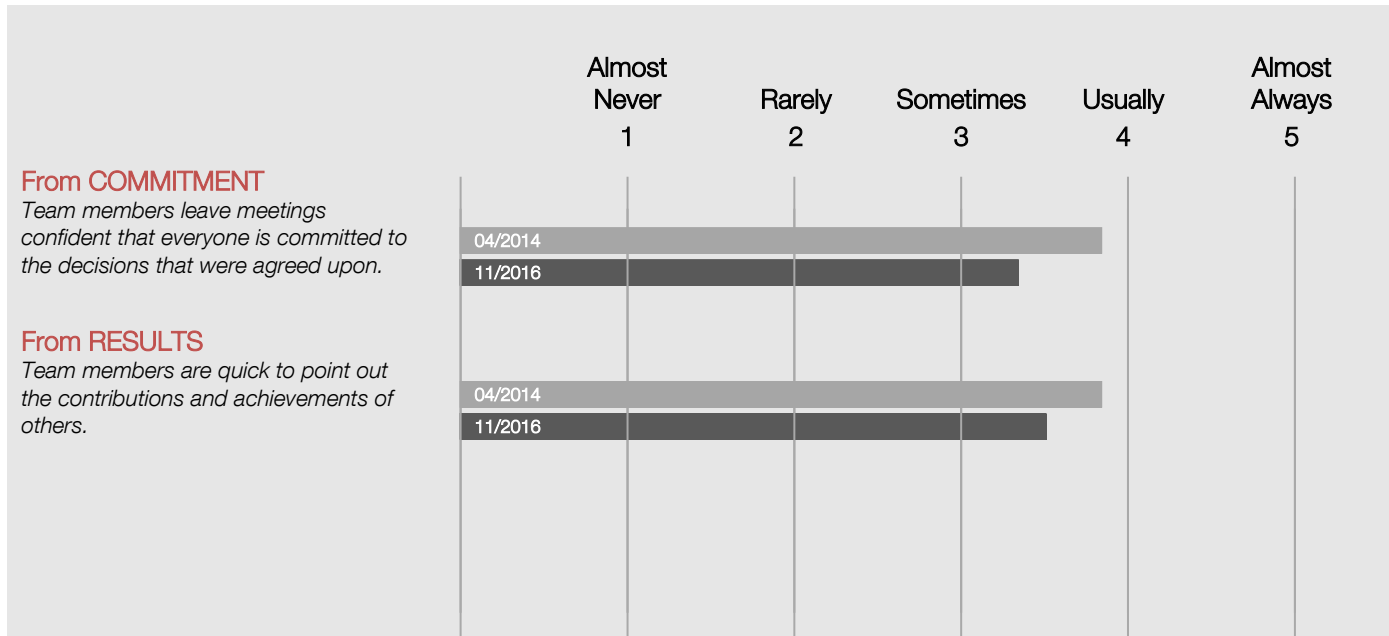 Almost
Never
Rarely
Sometimes
Usually
Almost
Always
1
2
3
4
5
From COMMITMENT
Team members leave meetings
confident that everyone is committed to
the decisions that were agreed upon.
04/2014
11/2016
From RESULTS
Team members are quick to point out
the contributions and achievements of
others.
04/2014
11/2016